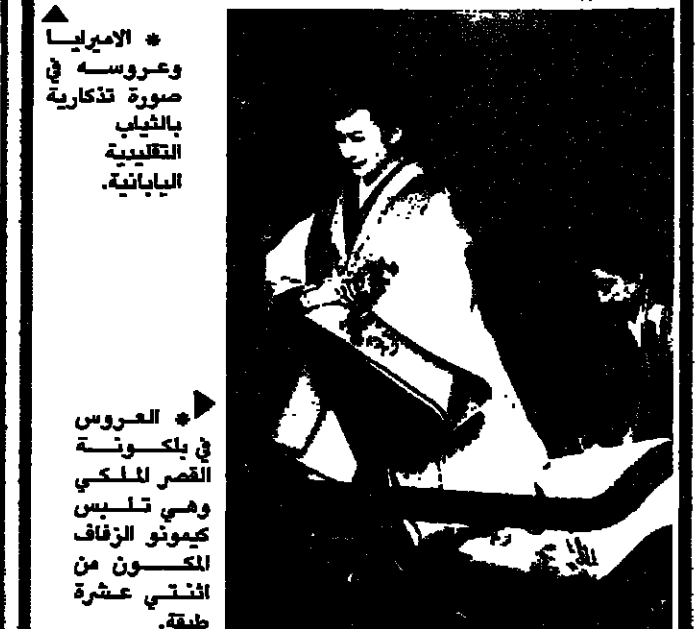 * الاميرايا
وعروسه في
صورة تذكارية
بالثياب
التقليدية
اليابانية.
* العروس
في بلكونة
القصر الملكي
وهي تلبس
كيمونو الزفاف
المكون من
اثنتي عشرة
طبقة.